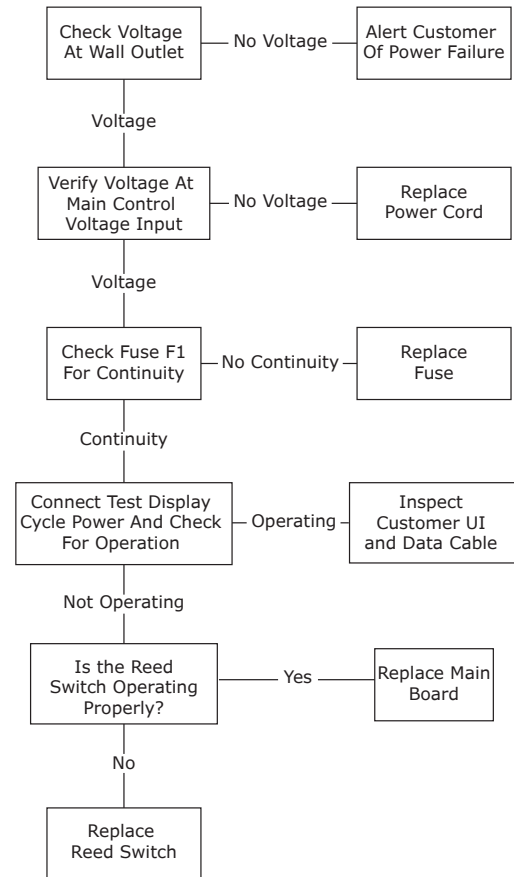 Check Voltage
At Wall Outlet
No Voltage
Alert Customer
Of Power Failure
Voltage
Verify Voltage At
Main Control
Voltage Input
No Voltage
Replace
Power Cord
Voltage
Check Fuse F1
For Continuity
No Continuity
Replace
Fuse
Continuity
Connect Test Display
Cycle Power And Check
For Operation
Operating
Inspect
Customer UI
and Data Cable
Not Operating
Is the Reed
Switch Operating
Properly?
Yes
Replace Main
Board
No
Replace
Reed Switch